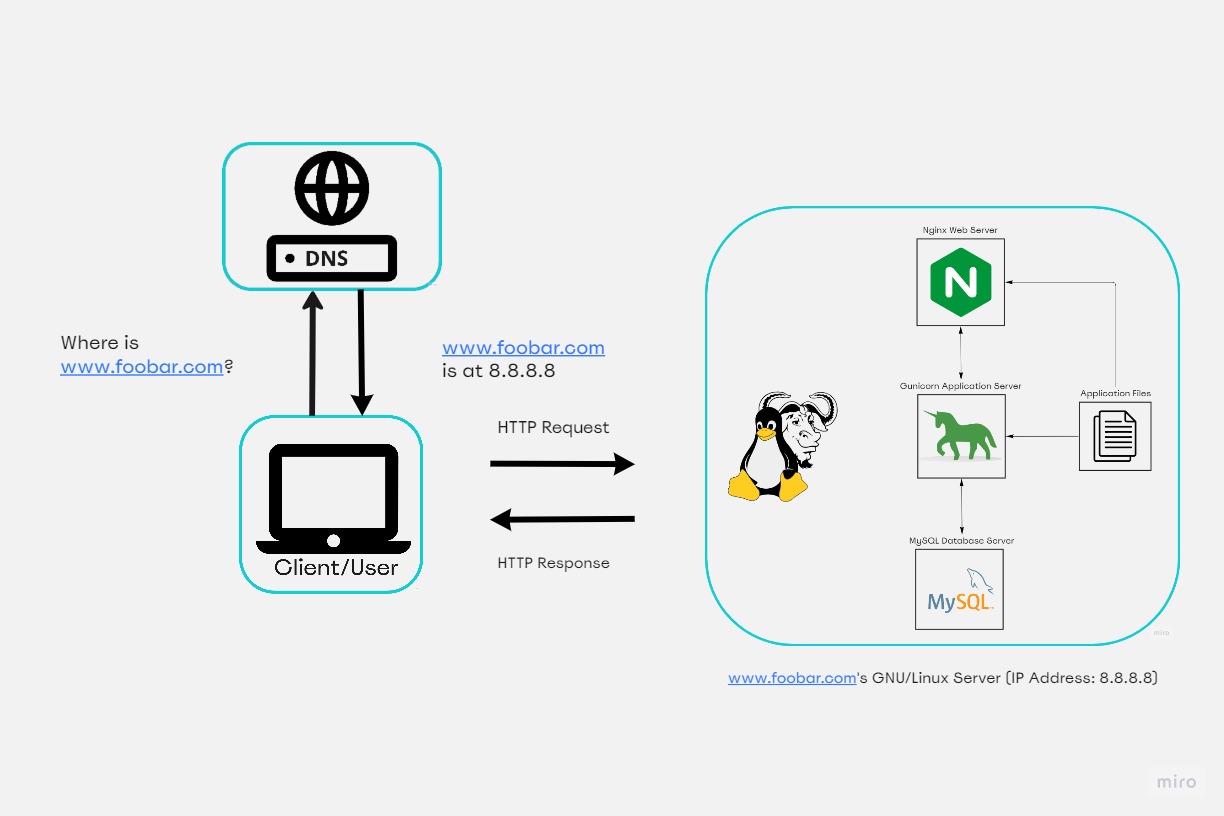 DNS
Where is
www.foobar.com?
www.foobar.com
is at 8.8.8.8
Client/User
HTTP Request
HTTP Response
Nginx Web Server
N
Gunicorn Application Server
Application Files
MySQL Database Server
MySQL
miro
www.foobar.com's GNU/Linux Server (IP Address: 8.8.8.8)
miro